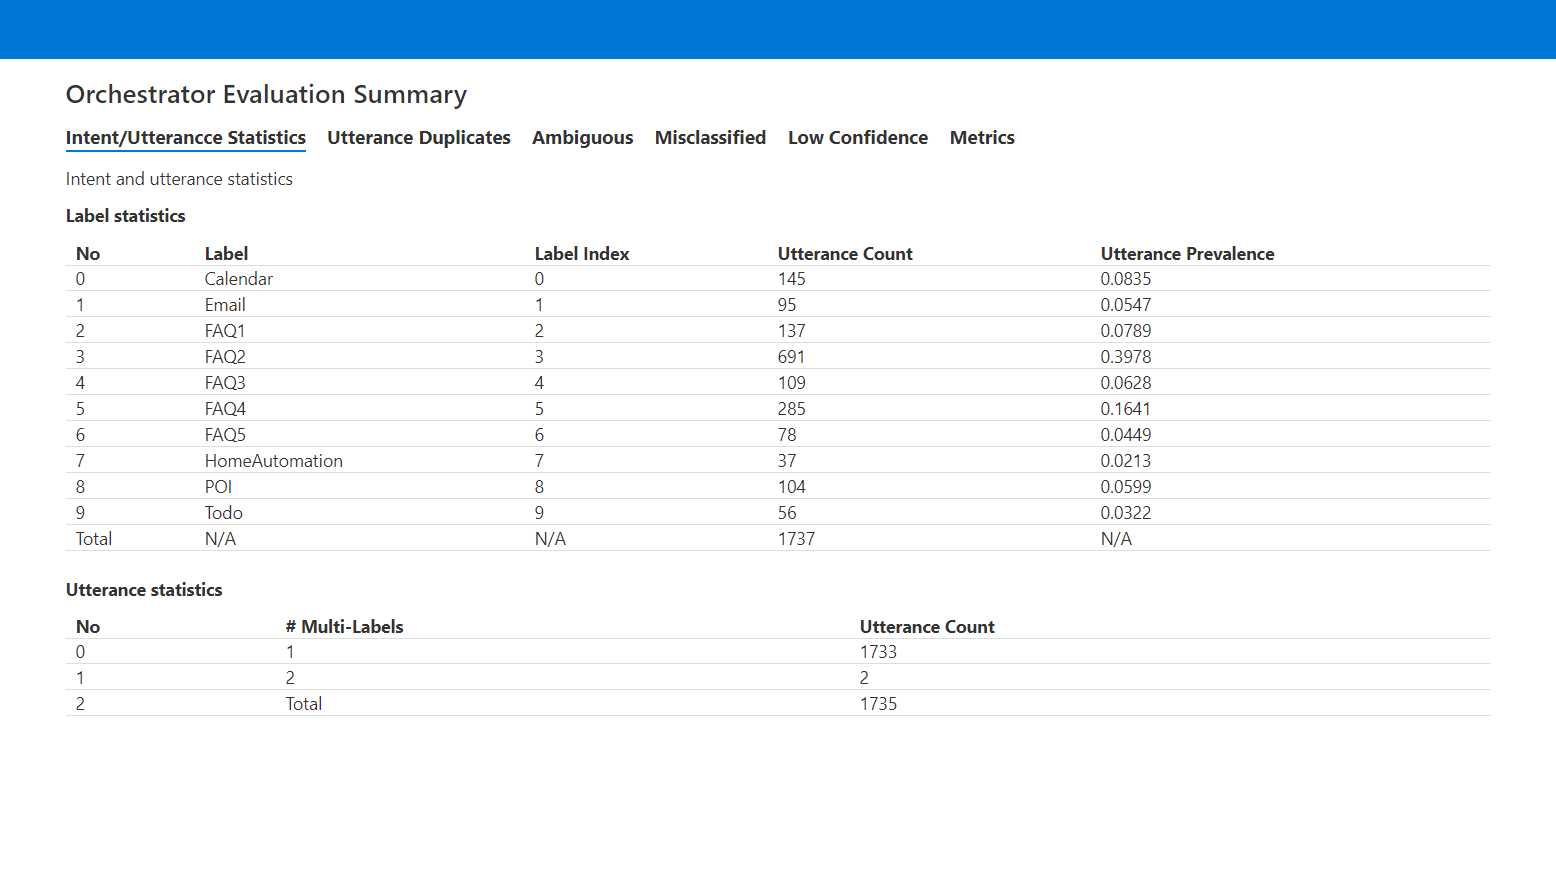 Orchestrator Evaluation Summary
Intent/Utterancce Statistics Utterance Duplicates Ambiguous Misclassified Low Confidence Metrics
Intent and utterance statistics
Label statistics
No Label Label Index Utterance Count Utterance Prevalence
0 Calendar 0 145 0.0835
1 Email 1 95 0.0547
2 FAQ1 2 137 0.0789
3 FAQ2 3 691 0.3978
4 FAQ3 4 109 0.0628
5 FAQ4 5 285 0.1641
6 FAQ5 6 78 0.0449
7 HomeAutomation 7 37 0.0213
8 POI 8 104 0.0599
9 Todo 9 56 0.0322
Total N/A N/A 1737 N/A
Utterance statistics
No # Multi-Labels Utterance Count
0 1 1733
1 2 2
2 Total 1735